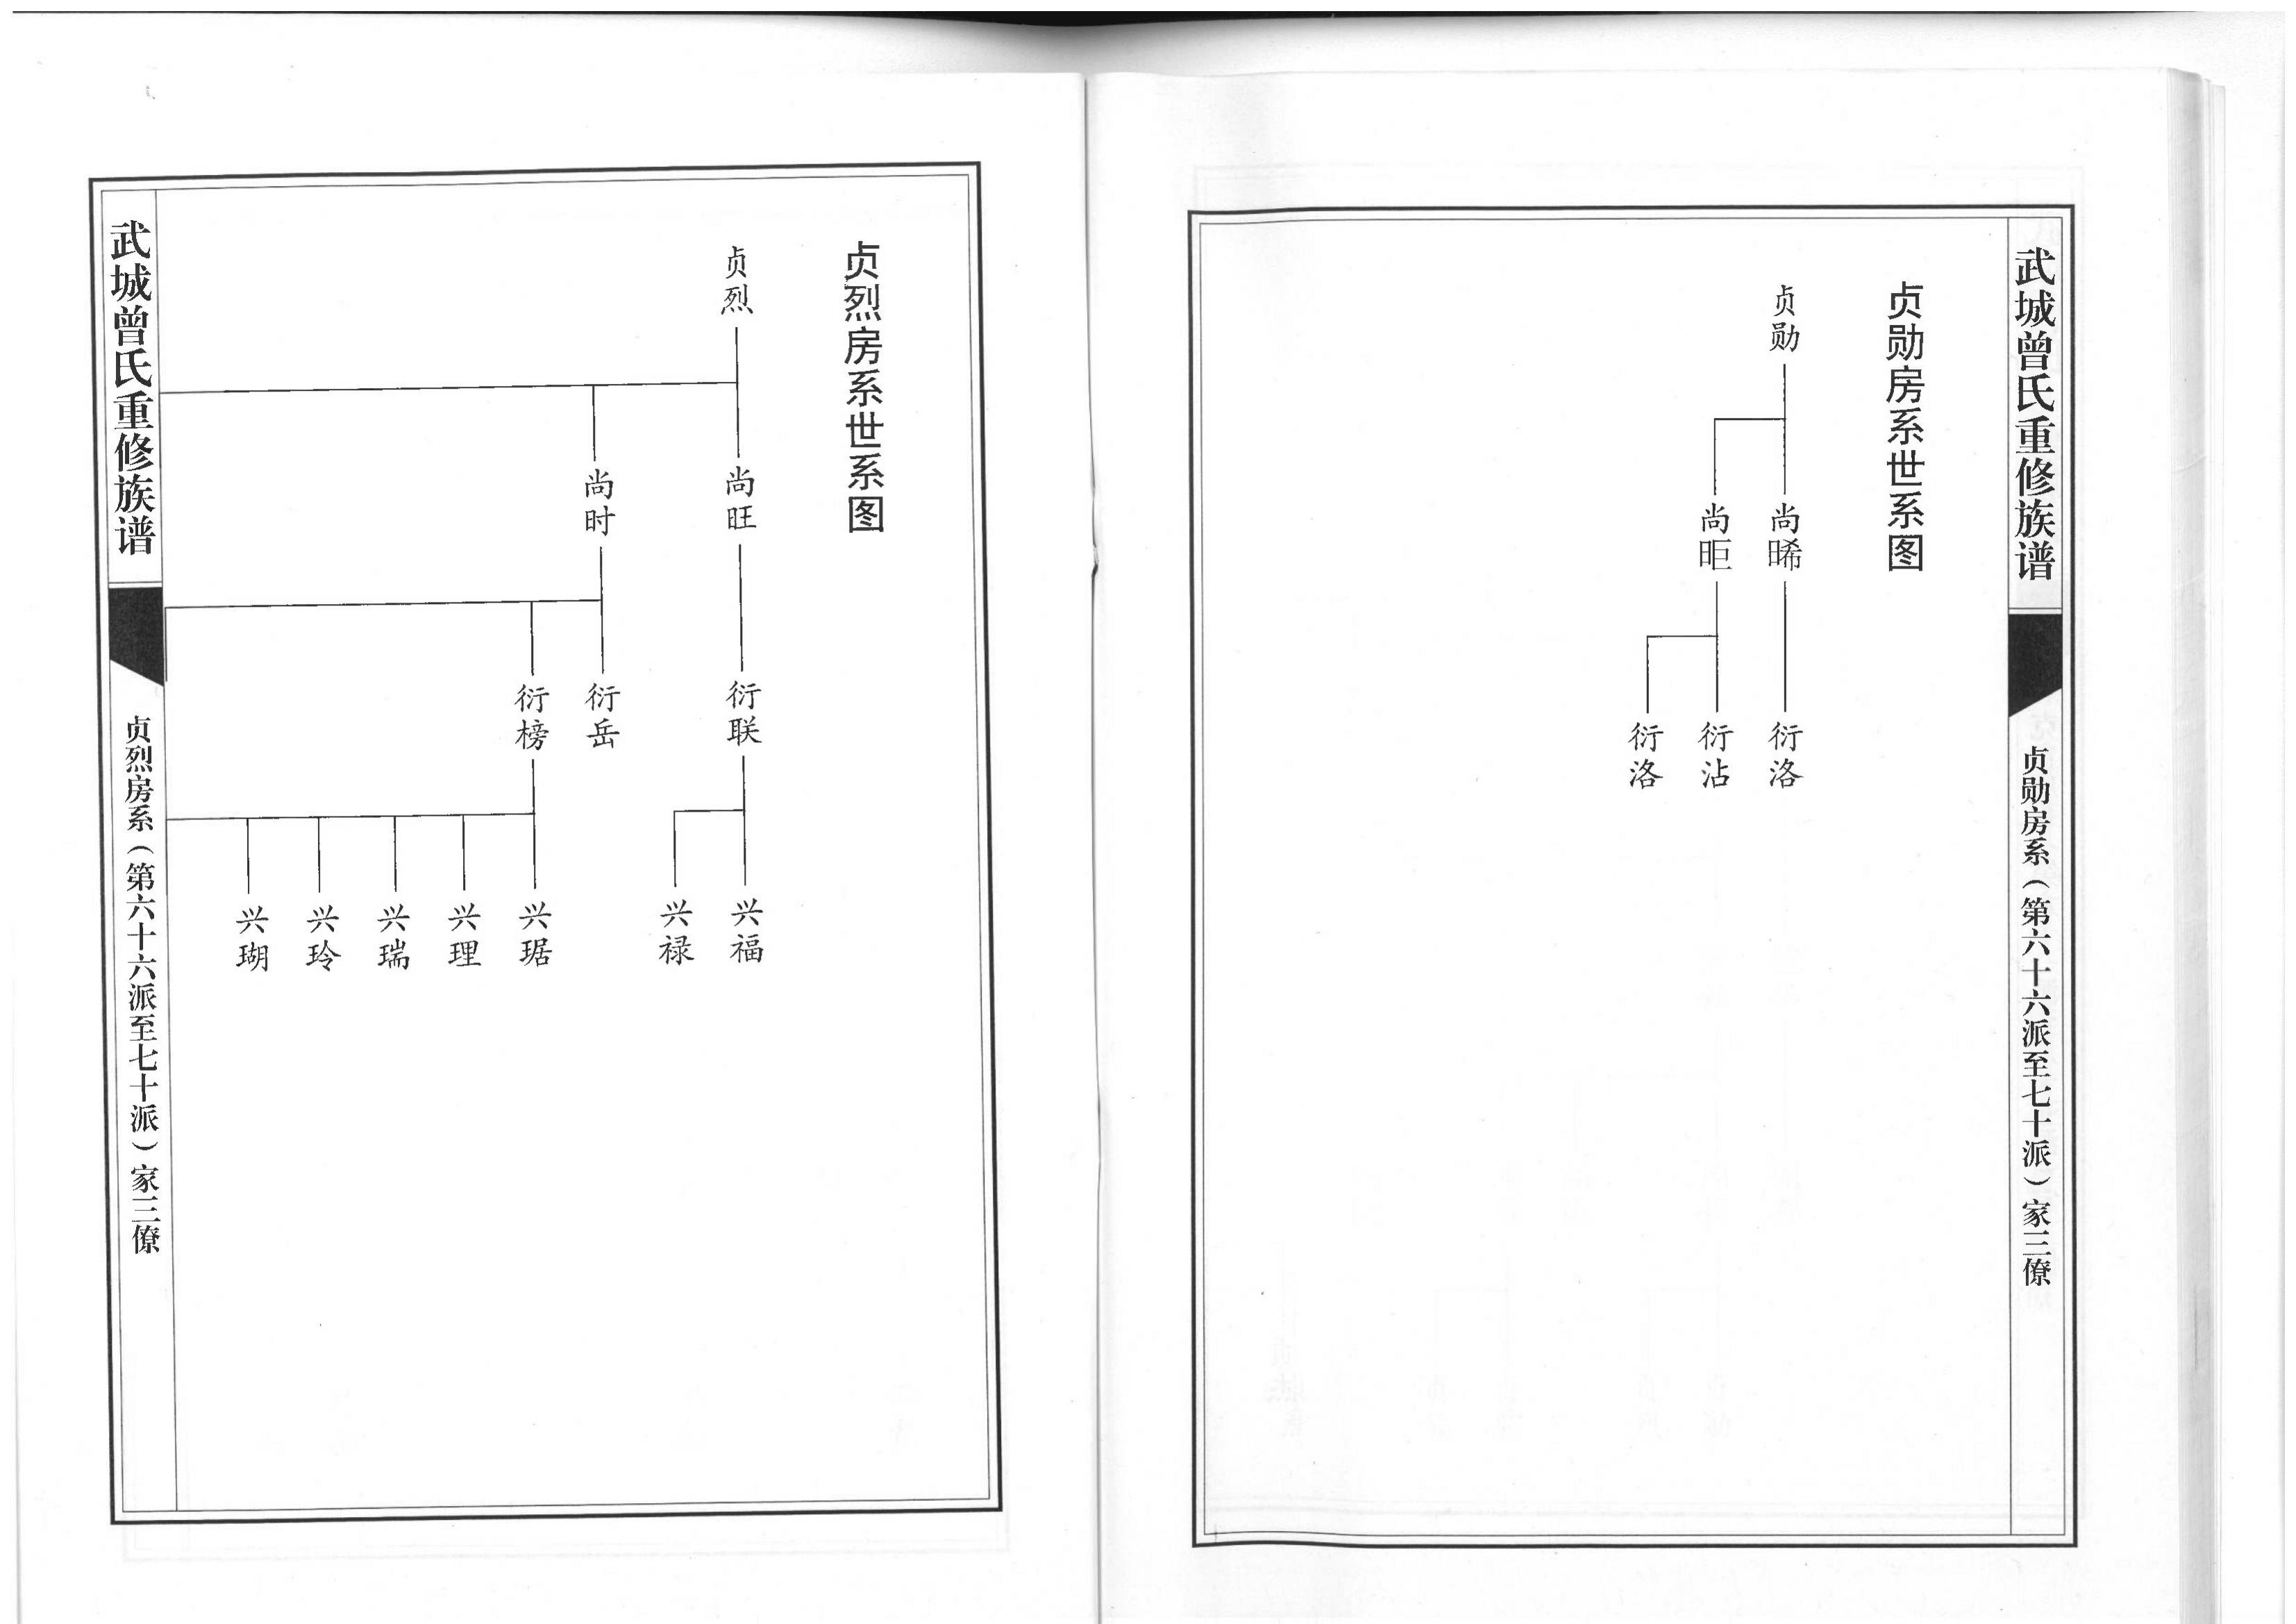 武城曾氏重修族谱
贞勋房系（第六十六派至七十派）家三僚
贞勋房系世系图
贞勋
尚晞
尚昛
衍洛
衍沾
衍洛
贞烈房系世系图
贞烈
尚旺
尚时
衍联
衍岳
衍榜
兴福
兴禄
兴琚
兴理
兴瑞
兴玲
兴瑚
武城曾氏重修族谱
贞烈房系（第六十六派至七十派）家三僚